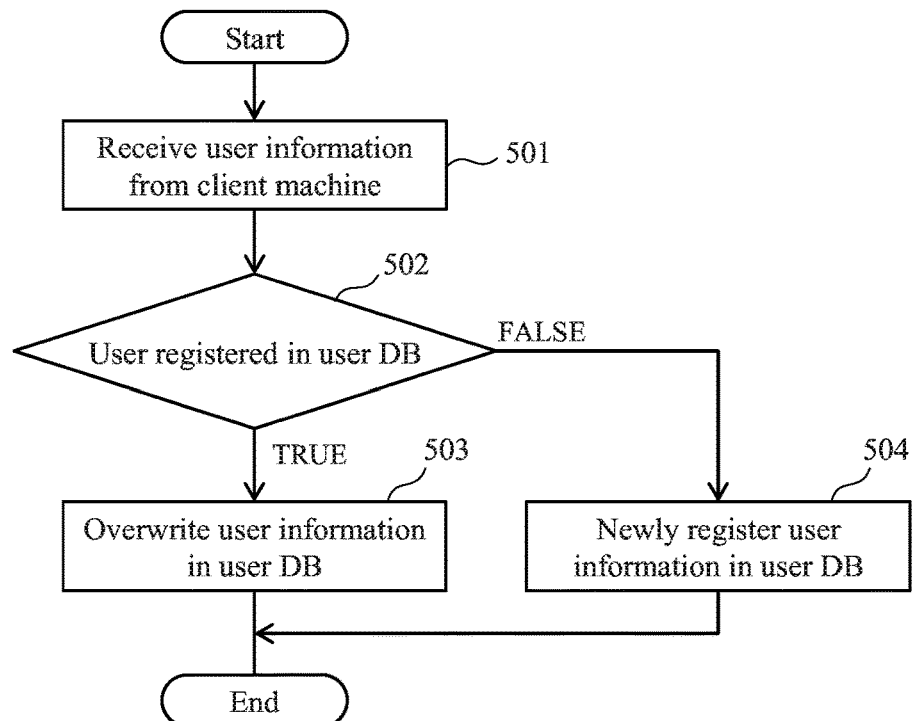 Start
Receive user information
from client machine
501
502
User registered in user DB
FALSE
TRUE
503
504
Overwrite user information
in user DB
Newly register user
information in user DB
End